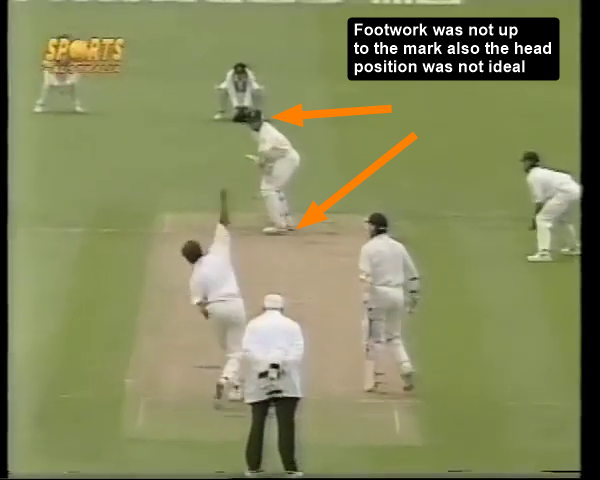 SPORTS
Footwork was not up
to the mark also the head
position was not ideal